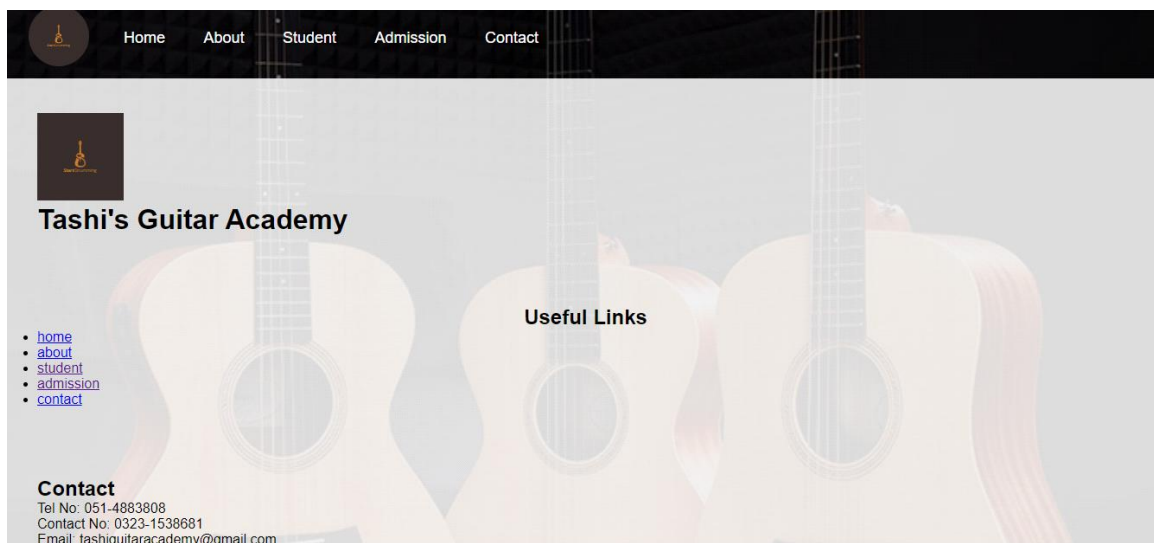 Home About Student Admission Contact
Tashi's Guitar Academy
Useful Links
home
about
student
admission
contact
Contact
Tel No: 051-4883808
Contact No: 0323-1538681
Email: tashiguitaracademy@gmail.com